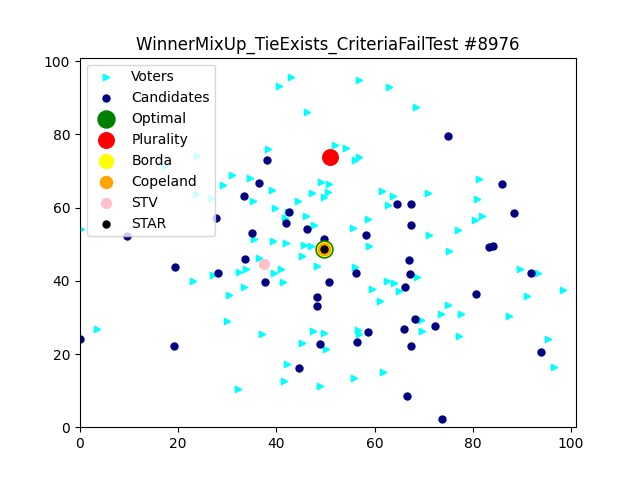 WinnerMixUp_TieExists_CriteriaFailTest #8976
100
80
60
40
20
0
Voters
Candidates
Optimal
Plurality
Borda
Copeland
STV
STAR
0 20 40 60 80 100